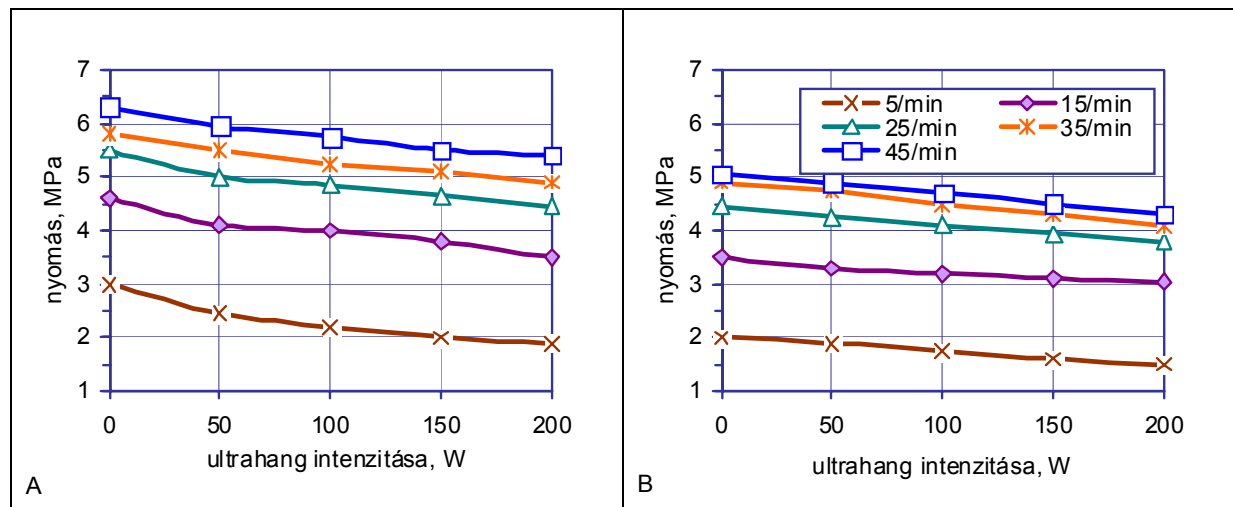 7
6
5
4
3
2
1
nyomás, MPa
0 50 100 150 200
ultrahang intenzitása, W
A
7
6
5
4
3
2
1
nyomás, MPa
5/min 15/min
25/min 35/min
45/min
0 50 100 150 200
ultrahang intenzitása, W
B